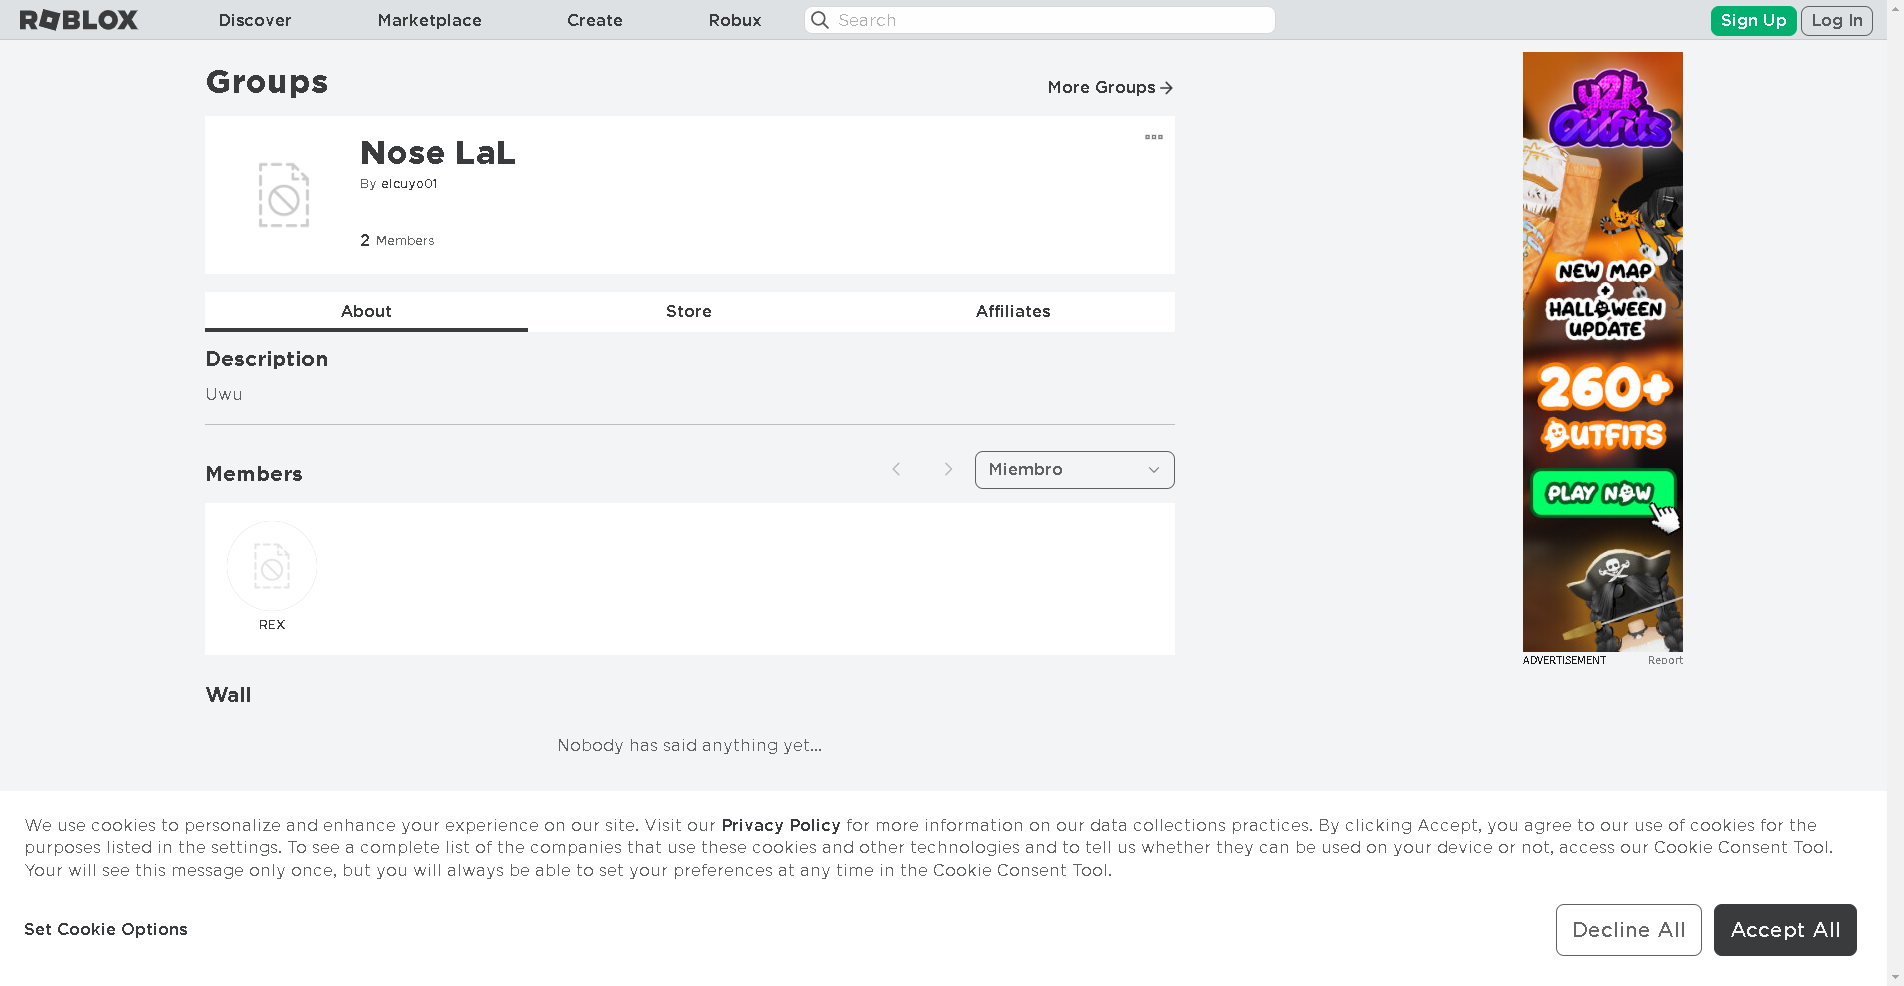 ROBLOX Discover Marketplace Create Robux Search Sign Up Log In
Groups
More Groups
Nose LaL
By elcuyo01
2 Members
About Store Affiliates
Description
Uwu
Members
Miembro
REX
Wall
Nobody has said anything yet...
y2k
Outfits
NEW MAP
+
HALLOWEEN
UPDATE
260+
OUTFITS
PLAY NOW
ADVERTISEMENT Report
We use cookies to personalize and enhance your experience on our site. Visit our Privacy Policy for more information on our data collections practices. By clicking Accept, you agree to our use of cookies for the
purposes listed in the settings. To see a complete list of the companies that use these cookies and other technologies and to tell us whether they can be used on your device or not, access our Cookie Consent Tool.
Your will see this message only once, but you will always be able to set your preferences at any time in the Cookie Consent Tool.
Set Cookie Options
Decline All
Accept All